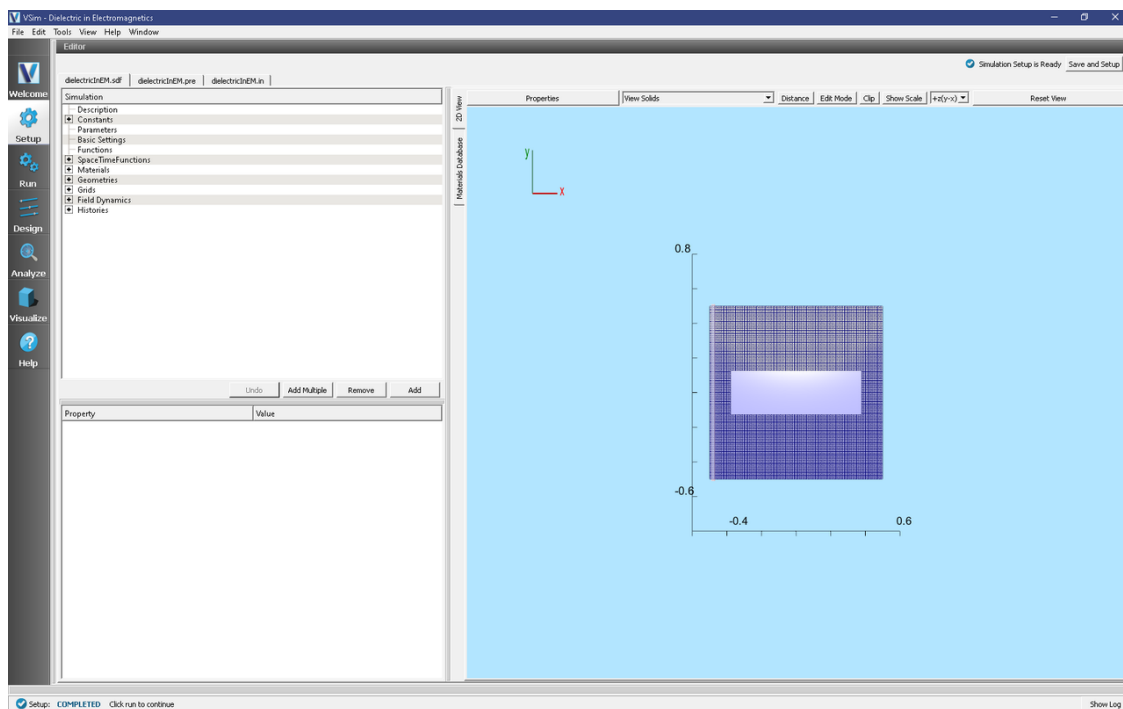 VSim - Dielectric in Electromagnetics
File Edit Tools View Help Window
Editor
Simulation Setup is Ready Save and Setup
Welcome
Setup
Run
Design
Analyze
Visualize
Help
dielectricInEM.sdf dielectricInEM.pre dielectricInEM.in
Simulation
Description
Constants
Parameters
Basic Settings
Functions
SpaceTimeFunctions
Materials
Geometries
Grids
Field Dynamics
Histories
Undo Add Multiple Remove Add
Property Value
2D View
Materials Database
Properties View Solids Distance Edit Mode Clip Show Scale +z(y-x) Reset View
y
x
0.8
-0.6
-0.4 0.6
Setup: COMPLETED Click run to continue Show Log